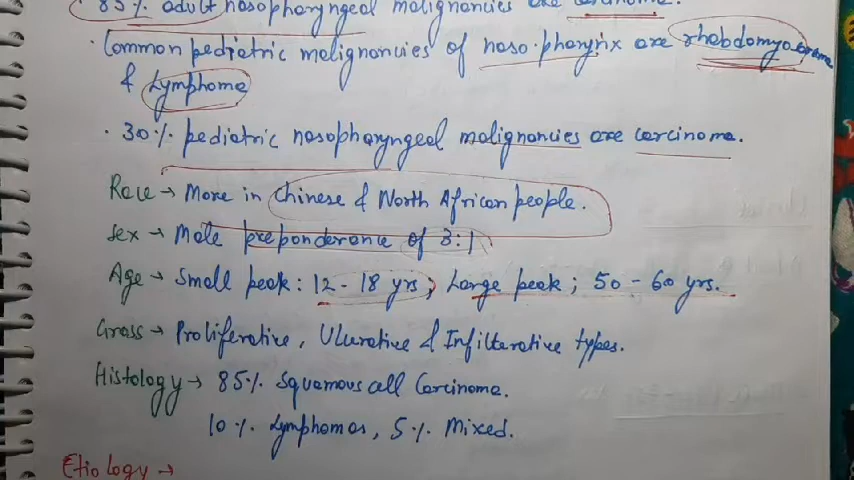 · 85% adult nasopharyngeal malignancies are carcinoma.
· Common pediatric malignancies of nasopharynx are rhabdomyosarcoma
& Lymphoma
· 30% pediatric nasopharyngeal malignancies are carcinoma.
Race → More in Chinese & North African people.
Sex → Male preponderance of 3:1
Age → Small peak: 12 - 18 yrs; Large peak; 50 - 60 yrs.
Gross → Proliferative, Ulcerative & Infilterative types.
Histology → 85% Squamous cell Carcinoma.
10% Lymphomas, 5% Mixed.
Etiology →